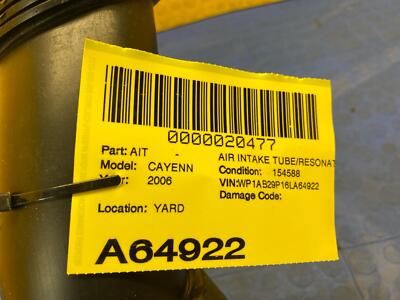 0000020477
Part: AIT - AIR INTAKE TUBE/RESONAT
Model: CAYENN Condition: 154588
Year: 2006 VIN:WP1AB29P16LA64922
Damage Code:
Location: YARD
A64922